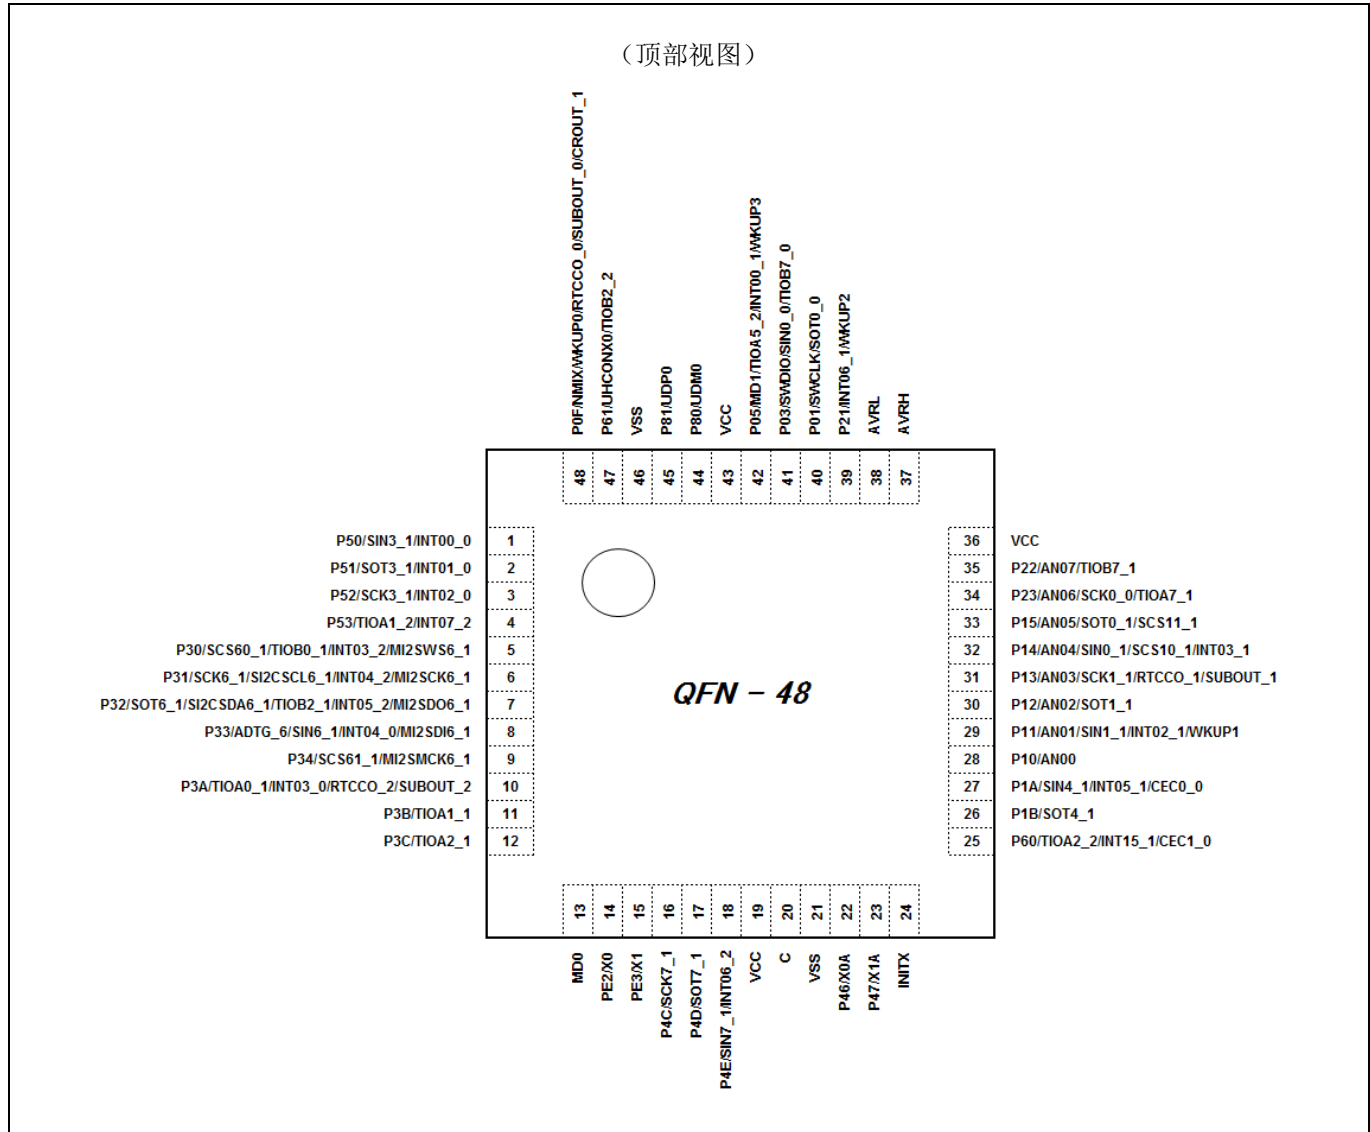 （顶部视图）
P0F/NMIX/WKUP0/RTCCO_0/SUBOUT_0/CROUT_1
P61/UHCONX0/TIOB2_2
VSS
P81/UDP0
P80/UDM0
VCC
P05/MD1/TIOA5_2/INT00_1/WKUP3
P03/SWDIO/SIN0_0/TIOB7_0
P01/SWCLK/SOT0_0
P21/INT06_1/WKUP2
AVRL
AVRH
48 47 46 45 44 43 42 41 40 39 38 37
P50/SIN3_1/INT00_0 1
P51/SOT3_1/INT01_0 2
P52/SCK3_1/INT02_0 3
P53/TIOA1_2/INT07_2 4
P30/SCS60_1/TIOB0_1/INT03_2/MI2SWS6_1 5
P31/SCK6_1/SI2CSCL6_1/INT04_2/MI2SCK6_1 6
P32/SOT6_1/SI2CSDA6_1/TIOB2_1/INT05_2/MI2SDO6_1 7
P33/ADTG_6/SIN6_1/INT04_0/MI2SDI6_1 8
P34/SCS61_1/MI2SMCK6_1 9
P3A/TIOA0_1/INT03_0/RTCCO_2/SUBOUT_2 10
P3B/TIOA1_1 11
P3C/TIOA2_1 12
QFN - 48
36 VCC
35 P22/AN07/TIOB7_1
34 P23/AN06/SCK0_0/TIOA7_1
33 P15/AN05/SOT0_1/SCS11_1
32 P14/AN04/SIN0_1/SCS10_1/INT03_1
31 P13/AN03/SCK1_1/RTCCO_1/SUBOUT_1
30 P12/AN02/SOT1_1
29 P11/AN01/SIN1_1/INT02_1/WKUP1
28 P10/AN00
27 P1A/SIN4_1/INT05_1/CEC0_0
26 P1B/SOT4_1
25 P60/TIOA2_2/INT15_1/CEC1_0
13 14 15 16 17 18 19 20 21 22 23 24
MD0
PE2/X0
PE3/X1
P4C/SCK7_1
P4D/SOT7_1
P4E/SIN7_1/INT06_2
VCC
C
VSS
P46/X0A
P47/X1A
INITX